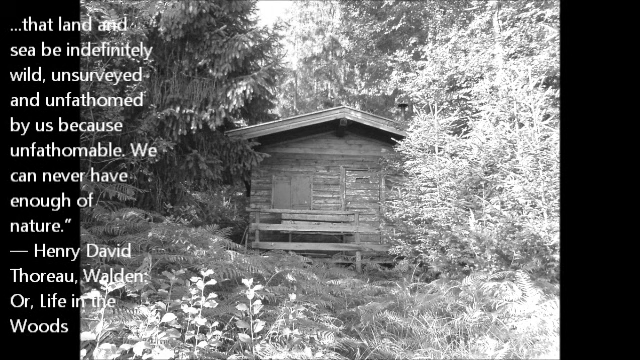 ...that land and
sea be indefinitely
wild, unsurveyed
and unfathomed
by us because
unfathomable. We
can never have
enough of
nature.”
— Henry David
Thoreau, Walden:
Or, Life in the
Woods